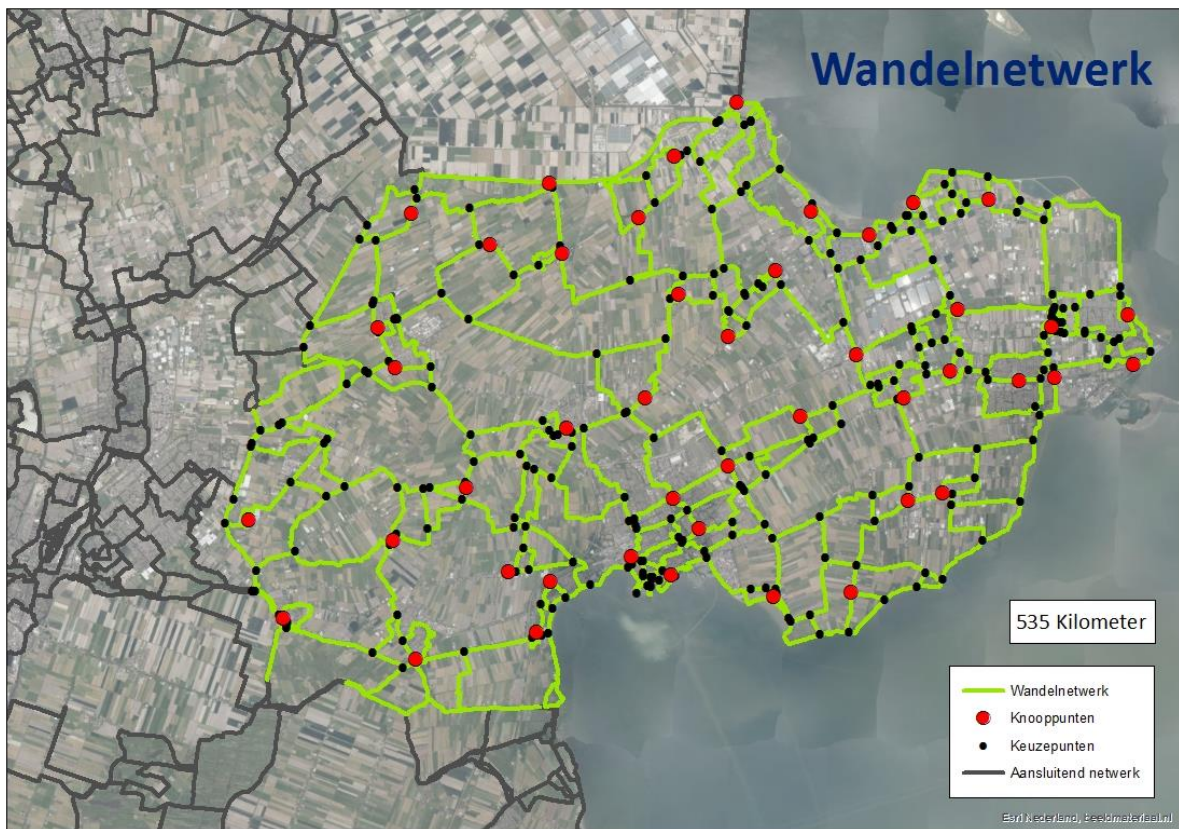 Wandelnetwerk
535 Kilometer
Wandelnetwerk
Knooppunten
Keuzepunten
Aansluitend netwerk
Esri Nederland, beeldmateriaal.nl